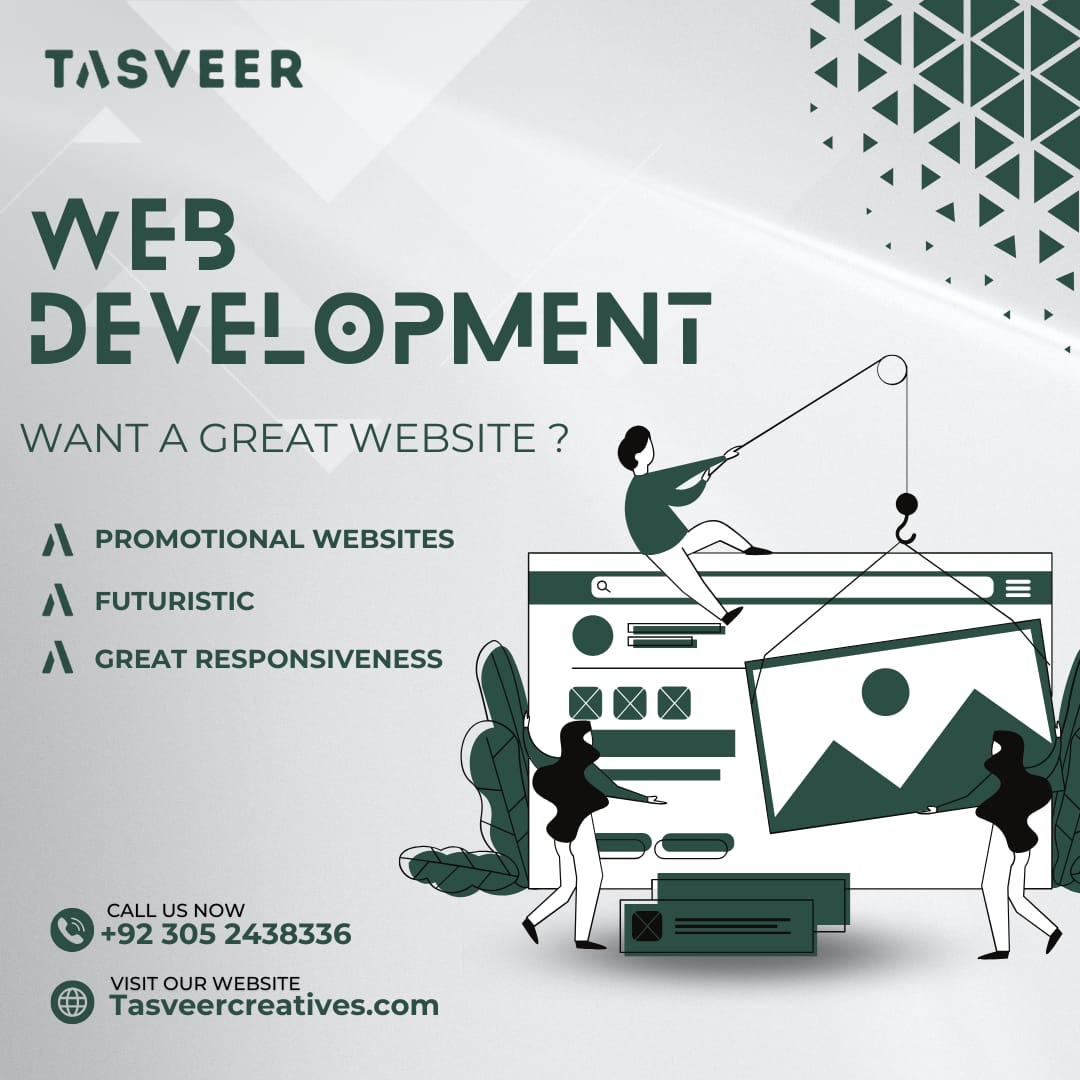 TASVEER
WEB
DEVELOPMENT
WANT A GREAT WEBSITE ?
PROMOTIONAL WEBSITES
FUTURISTIC
GREAT RESPONSIVENESS
CALL US NOW
+92 305 2438336
VISIT OUR WEBSITE
Tasveercreatives.com